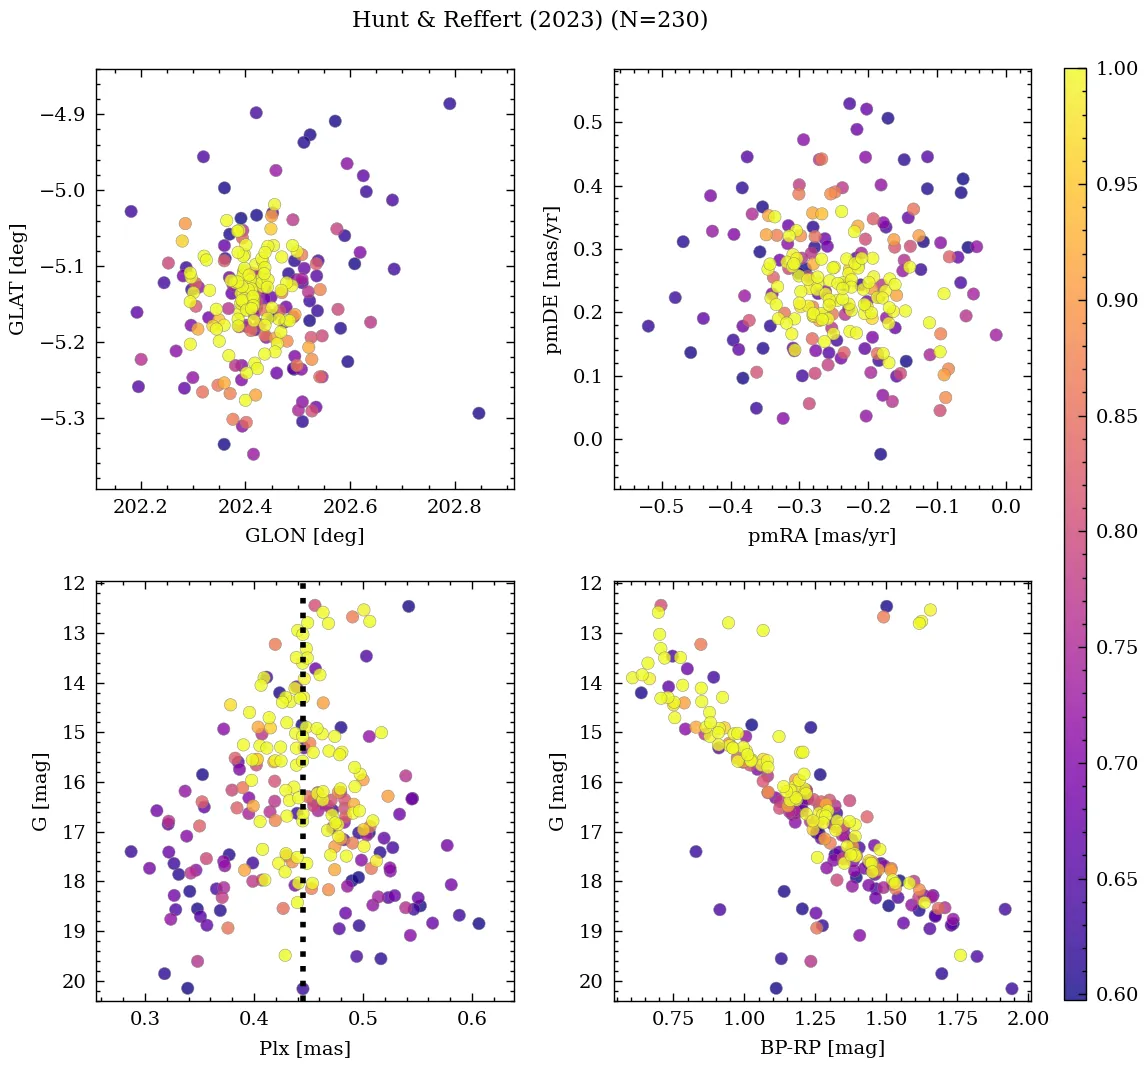 Hunt & Reffert (2023) (N=230)
−4.9
−5.0
−5.1
−5.2
−5.3
GLAT [deg]
202.2 202.4 202.6 202.8
GLON [deg]
0.5
0.4
0.3
0.2
0.1
0.0
pmDE [mas/yr]
−0.5 −0.4 −0.3 −0.2 −0.1 0.0
pmRA [mas/yr]
12
13
14
15
16
17
18
19
20
G [mag]
0.3 0.4 0.5 0.6
Plx [mas]
12
13
14
15
16
17
18
19
20
G [mag]
0.75 1.00 1.25 1.50 1.75 2.00
BP-RP [mag]
1.00
0.95
0.90
0.85
0.80
0.75
0.70
0.65
0.60